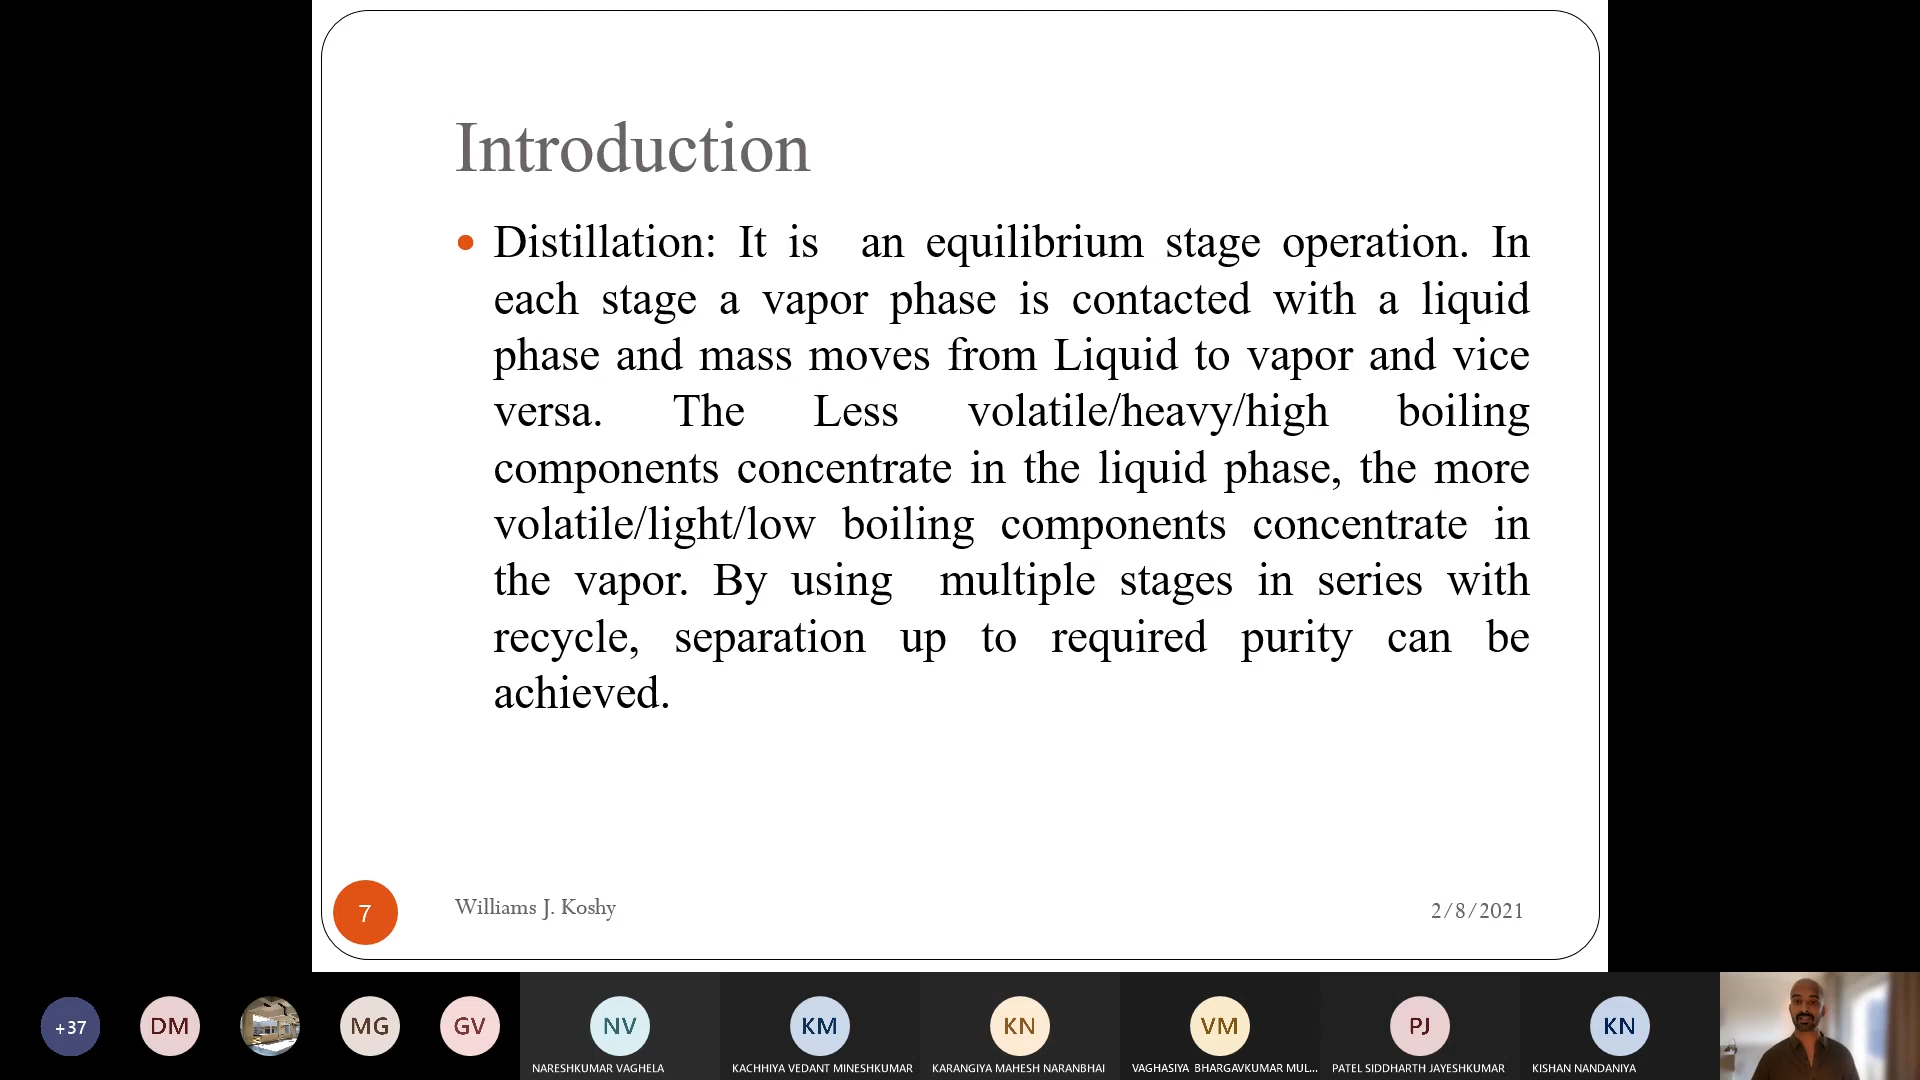 Introduction
• Distillation: It is an equilibrium stage operation. In
each stage a vapor phase is contacted with a liquid
phase and mass moves from Liquid to vapor and vice
versa. The Less volatile/heavy/high boiling
components concentrate in the liquid phase, the more
volatile/light/low boiling components concentrate in
the vapor. By using multiple stages in series with
recycle, separation up to required purity can be
achieved.
7
Williams J. Koshy
2/8/2021
+37
DM
MG
GV
NV
KM
KN
VM
PJ
KN
NARESHKUMAR VAGHELA
KACHHIYA VEDANT MINESHKUMAR
KARANGIYA MAHESH NARANBHAI
VAGHASIYA BHARGAVKUMAR MUL...
PATEL SIDDHARTH JAYESHKUMAR
KISHAN NANDANIYA